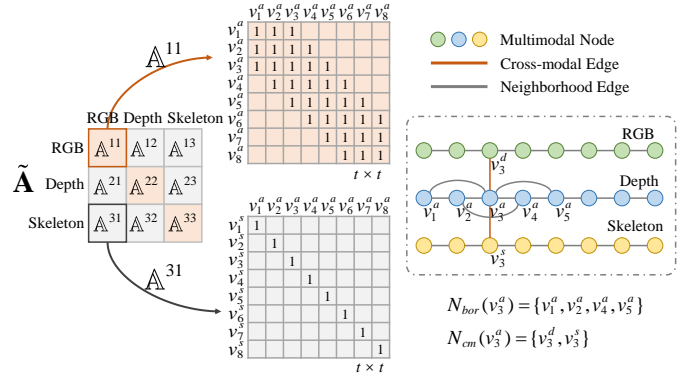 v₁ᵃ v₂ᵃ v₃ᵃ v₄ᵃ v₅ᵃ v₆ᵃ v₇ᵃ v₈ᵃ
v₁ᵃ 1 1 1
v₂ᵃ 1 1 1 1
v₃ᵃ 1 1 1 1 1
v₄ᵃ 1 1 1 1 1
v₅ᵃ 1 1 1 1 1
v₆ᵃ 1 1 1 1 1
v₇ᵃ 1 1 1 1
v₈ᵃ 1 1 1
t × t
𝔸¹¹
RGB Depth Skeleton
RGB 𝔸¹¹ 𝔸¹² 𝔸¹³
Depth 𝔸²¹ 𝔸²² 𝔸²³
Skeleton 𝔸³¹ 𝔸³² 𝔸³³
Ã
𝔸³¹
v₁ᵃ v₂ᵃ v₃ᵃ v₄ᵃ v₅ᵃ v₆ᵃ v₇ᵃ v₈ᵃ
v₁ˢ 1
v₂ˢ 1
v₃ˢ 1
v₄ˢ 1
v₅ˢ 1
v₆ˢ 1
v₇ˢ 1
v₈ˢ 1
t × t
Multimodal Node
Cross-modal Edge
Neighborhood Edge
RGB
v₃ᵈ
Depth
v₁ᵃ v₂ᵃ v₃ᵃ v₄ᵃ v₅ᵃ
Skeleton
v₃ˢ
N_bor(v₃ᵃ) = {v₁ᵃ, v₂ᵃ, v₄ᵃ, v₅ᵃ}
N_cm(v₃ᵃ) = {v₃ᵈ, v₃ˢ}